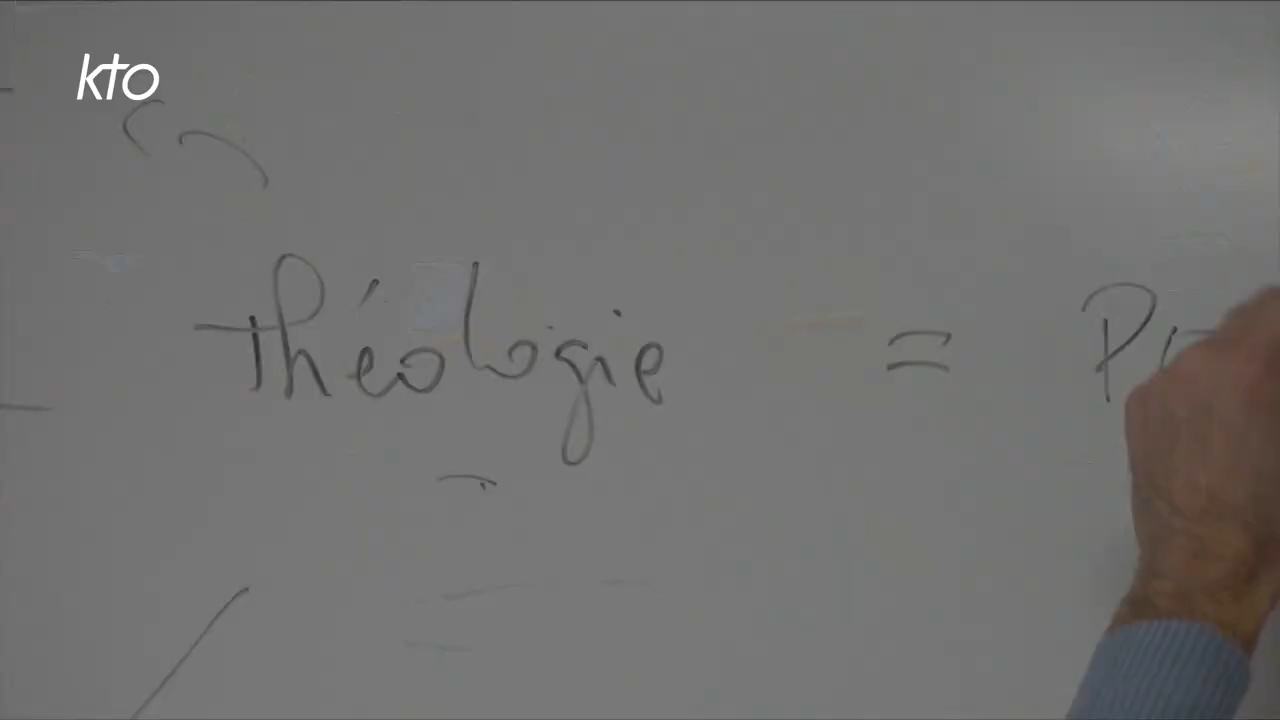 kto
théologie =